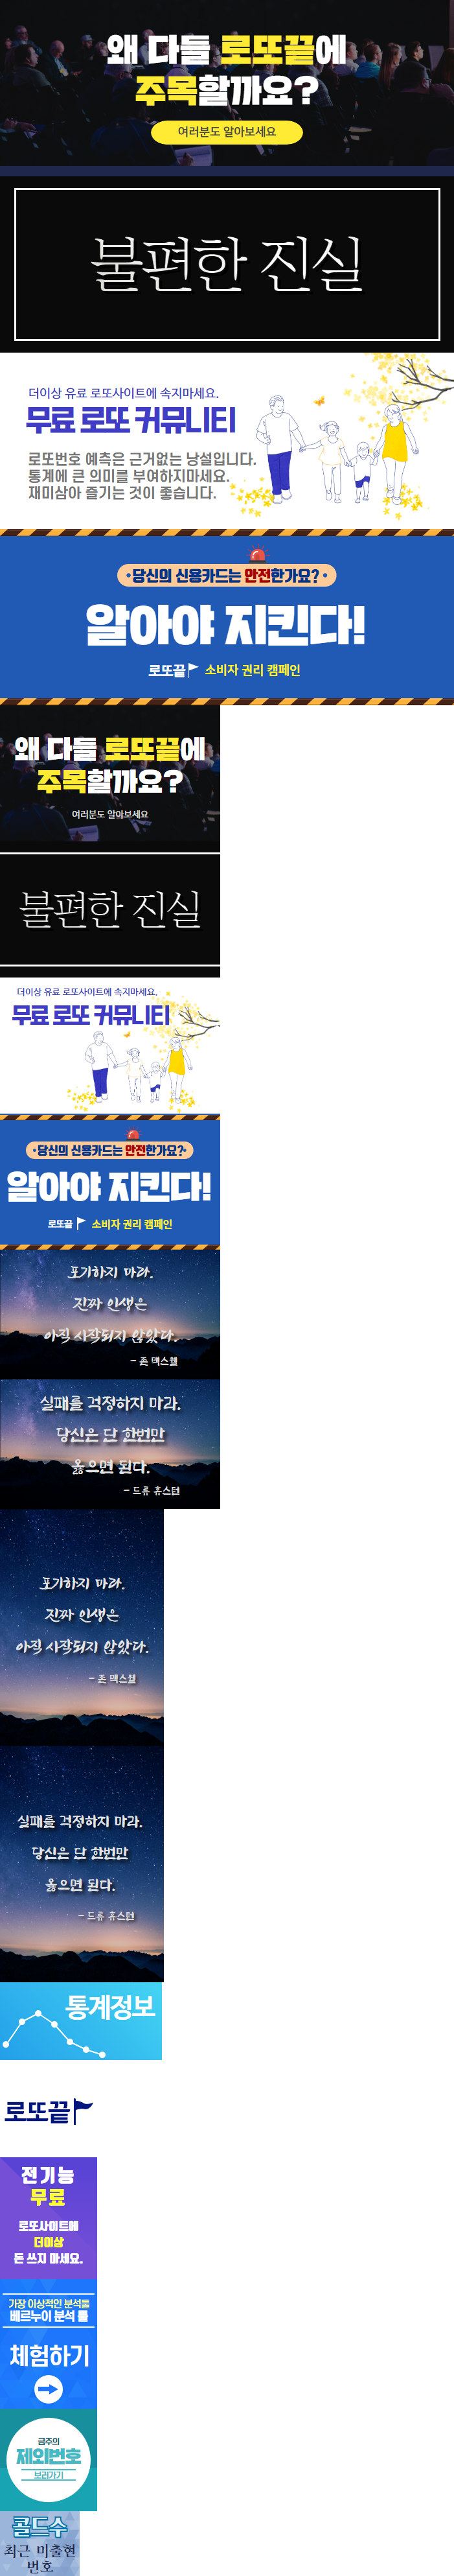 왜 다들 로또끝에
주목할까요?
여러분도 알아보세요
불편한 진실
더이상 유료 로또사이트에 속지마세요.
무료 로또 커뮤니티
로또번호 예측은 근거없는 낭설입니다.
통계에 큰 의미를 부여하지마세요.
재미삼아 즐기는 것이 좋습니다.
당신의 신용카드는 안전한가요?
알아야 지킨다!
로또끝 소비자 권리 캠페인
왜 다들 로또끝에
주목할까요?
여러분도 알아보세요
불편한 진실
더이상 유료 로또사이트에 속지마세요.
무료 로또 커뮤니티
당신의 신용카드는 안전한가요?
알아야 지킨다!
로또끝 소비자 권리 캠페인
포기하지 마라.
진짜 인생은
아직 시작되지 않았다.
- 존 맥스웰
실패를 걱정하지 마라.
당신은 단 한번만
옳으면 된다.
- 드류 휴스턴
포기하지 마라.
진짜 인생은
아직 시작되지 않았다.
- 존 맥스웰
실패를 걱정하지 마라.
당신은 단 한번만
옳으면 된다.
- 드류 휴스턴
통계정보
로또끝
전기능
무료
로또사이트에
더이상
돈 쓰지 마세요.
가장 이상적인 분석툴
베르누이 분석 툴
체험하기
금주의
제외번호
보러가기
콜드수
최근 미출현
번호